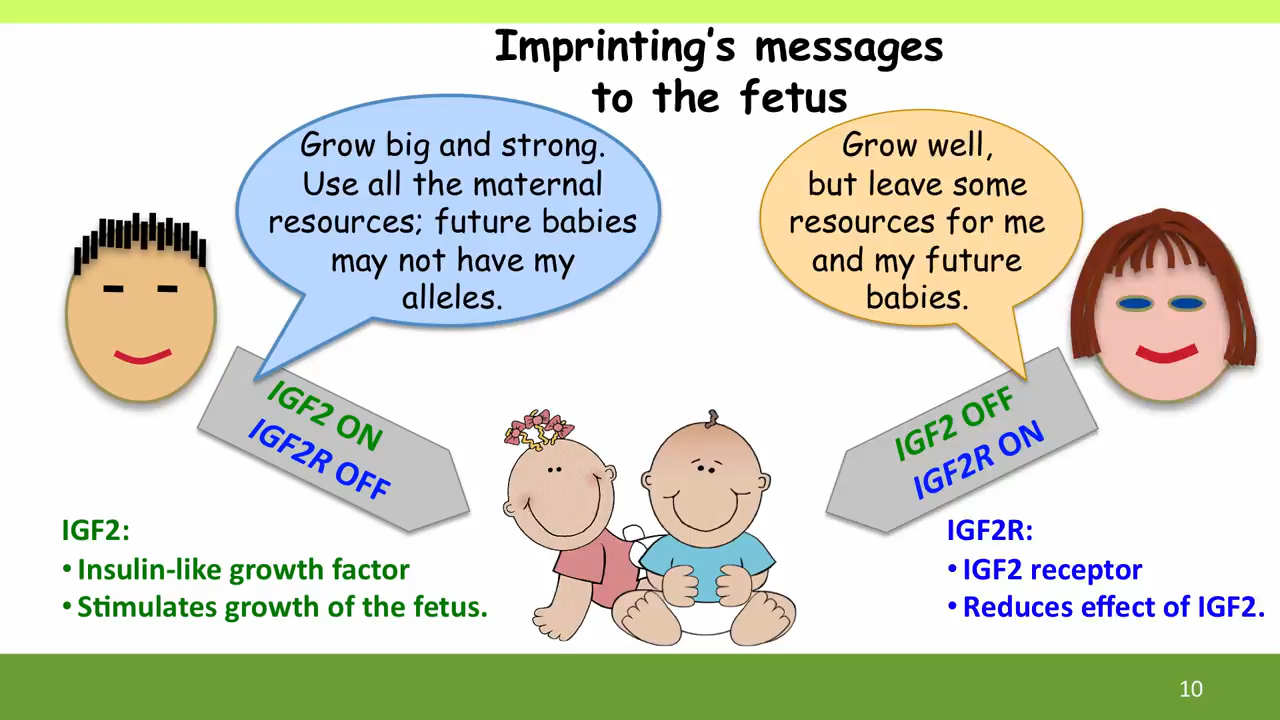 Imprinting's messages
to the fetus
Grow big and strong.
Use all the maternal
resources; future babies
may not have my
alleles.
Grow well,
but leave some
resources for me
and my future
babies.
IGF2 ON
IGF2R OFF
IGF2 OFF
IGF2R ON
IGF2:
• Insulin-like growth factor
• Stimulates growth of the fetus.
IGF2R:
• IGF2 receptor
• Reduces effect of IGF2.
10